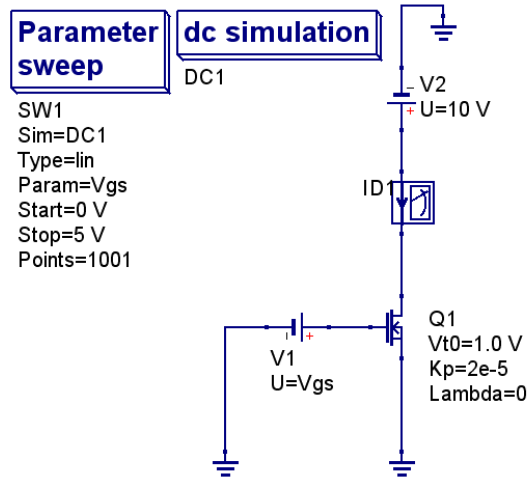 Parameter
sweep
dc simulation
DC1
SW1
Sim=DC1
Type=lin
Param=Vgs
Start=0 V
Stop=5 V
Points=1001
V2
U=10 V
ID1
V1
U=Vgs
Q1
Vt0=1.0 V
Kp=2e-5
Lambda=0